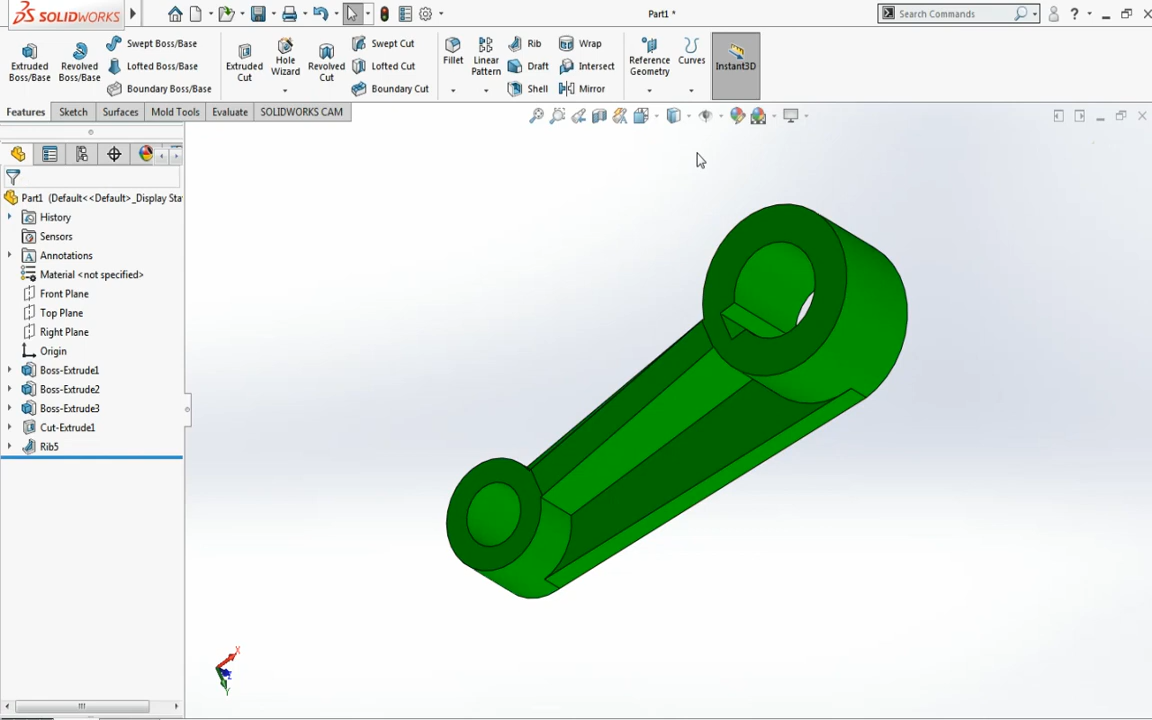 SOLIDWORKS
Part1 *
Search Commands
?
Extruded Boss/Base
Revolved Boss/Base
Swept Boss/Base
Lofted Boss/Base
Boundary Boss/Base
Extruded Cut
Hole Wizard
Revolved Cut
Swept Cut
Lofted Cut
Boundary Cut
Fillet
Linear Pattern
Rib
Draft
Shell
Wrap
Intersect
Mirror
Reference Geometry
Curves
Instant3D
Features
Sketch
Surfaces
Mold Tools
Evaluate
SOLIDWORKS CAM
Part1 (Default<<Default>_Display Sta
History
Sensors
Annotations
Material <not specified>
Front Plane
Top Plane
Right Plane
Origin
Boss-Extrude1
Boss-Extrude2
Boss-Extrude3
Cut-Extrude1
Rib5
X
Y
Z